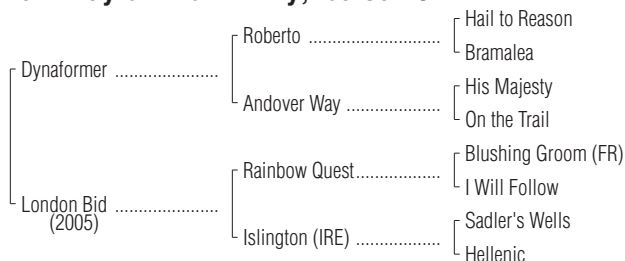 Hail to Reason
Roberto ........................
Bramalea
Dynaformer ...................
His Majesty
Andover Way .................
On the Trail
Blushing Groom (FR)
Rainbow Quest...............
I Will Follow
London Bid ...................
(2005)
Sadler's Wells
Islington (IRE) ...............
Hellenic